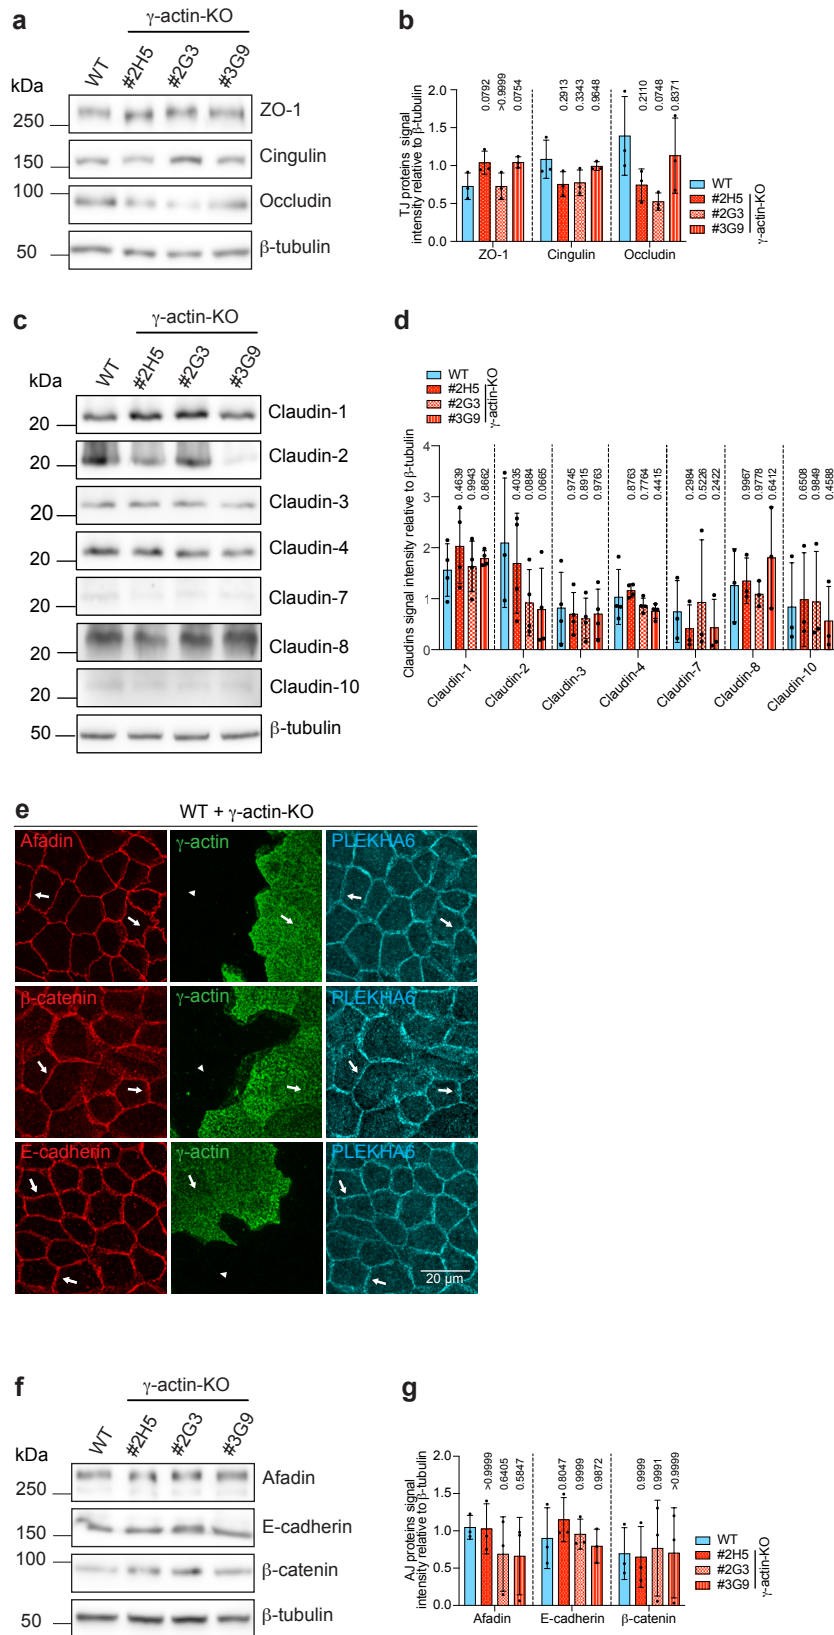 a
γ-actin-KO
WT #2H5 #2G3 #3G9
kDa
250
ZO-1
150
Cingulin
100
Occludin
50
β-tubulin
b
TJ proteins signal
intensity relative to β-tubulin
2.0
1.5
1.0
0.5
0.0
0.0792 >0.9999 0.0754
0.2913 0.3343 0.9648
0.2110 0.0748 0.8371
ZO-1 Cingulin Occludin
WT
#2H5
#2G3
#3G9
γ-actin-KO
c
γ-actin-KO
WT #2H5 #2G3 #3G9
kDa
20
Claudin-1
20
Claudin-2
20
Claudin-3
20
Claudin-4
20
Claudin-7
20
Claudin-8
20
Claudin-10
50
β-tubulin
d
WT
#2H5
#2G3
#3G9
γ-actin-KO
Claudins signal intensity relative to β-tubulin
4
3
2
1
0
0.4639 0.9943 0.8662
0.4035 0.0884 0.0665
0.9745 0.8915 0.9763
0.8763 0.7764 0.4415
0.2984 0.5226 0.2422
0.9967 0.9778 0.6412
0.6508 0.9849 0.4588
Claudin-1 Claudin-2 Claudin-3 Claudin-4 Claudin-7 Claudin-8 Claudin-10
e
WT + γ-actin-KO
Afadin γ-actin PLEKHA6
β-catenin γ-actin PLEKHA6
E-cadherin γ-actin PLEKHA6
20 µm
f
γ-actin-KO
WT #2H5 #2G3 #3G9
kDa
250
Afadin
150
E-cadherin
100
β-catenin
50
β-tubulin
g
AJ proteins signal
intensity relative to β-tubulin
2.0
1.5
1.0
0.5
0.0
>0.9999 0.6405 0.5847
0.8047 0.9999 0.9872
0.9999 0.9991 >0.9999
Afadin E-cadherin β-catenin
WT
#2H5
#2G3
#3G9
γ-actin-KO